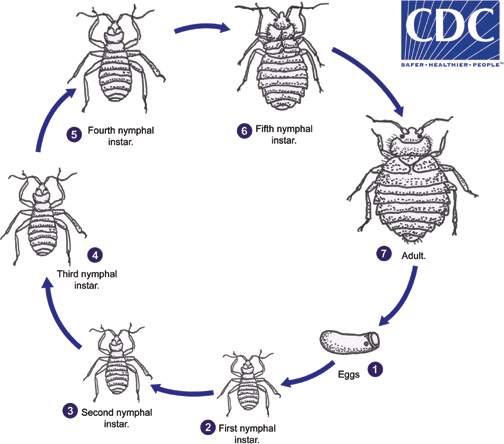 CDC
SAFER • HEALTHIER • PEOPLE™
5 Fourth nymphal
instar.
6 Fifth nymphal
instar.
7 Adult.
4
Third nymphal
instar.
Eggs 1
3 Second nymphal
instar.
2 First nymphal
instar.